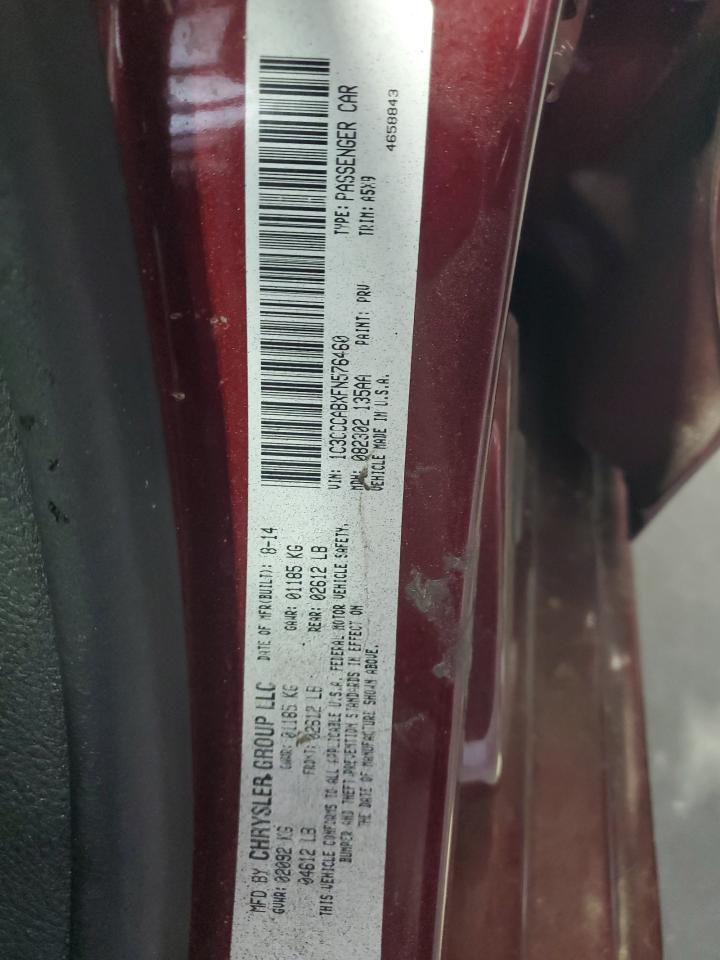 MFD BY CHRYSLER GROUP LLC DATE OF MFR(BUILT): 8-14
GVWR: 02092 KG GAWR: 01185 KG GAWR: 01185 KG
04612 LB FRONT: 02612 LB REAR: 02612 LB
THIS VEHICLE CONFORMS TO ALL APPLICABLE U.S.A. FEDERAL MOTOR VEHICLE SAFETY,
BUMPER AND THEFT PREVENTION STANDARDS IN EFFECT ON
THE DATE OF MANUFACTURE SHOWN ABOVE.
VIN: 1C3CCCABXFN576460 TYPE: PASSENGER CAR
MDH: 082302 135AA PAINT: PRV TRIM: A5X9
VEHICLE MADE IN U.S.A.
4658843